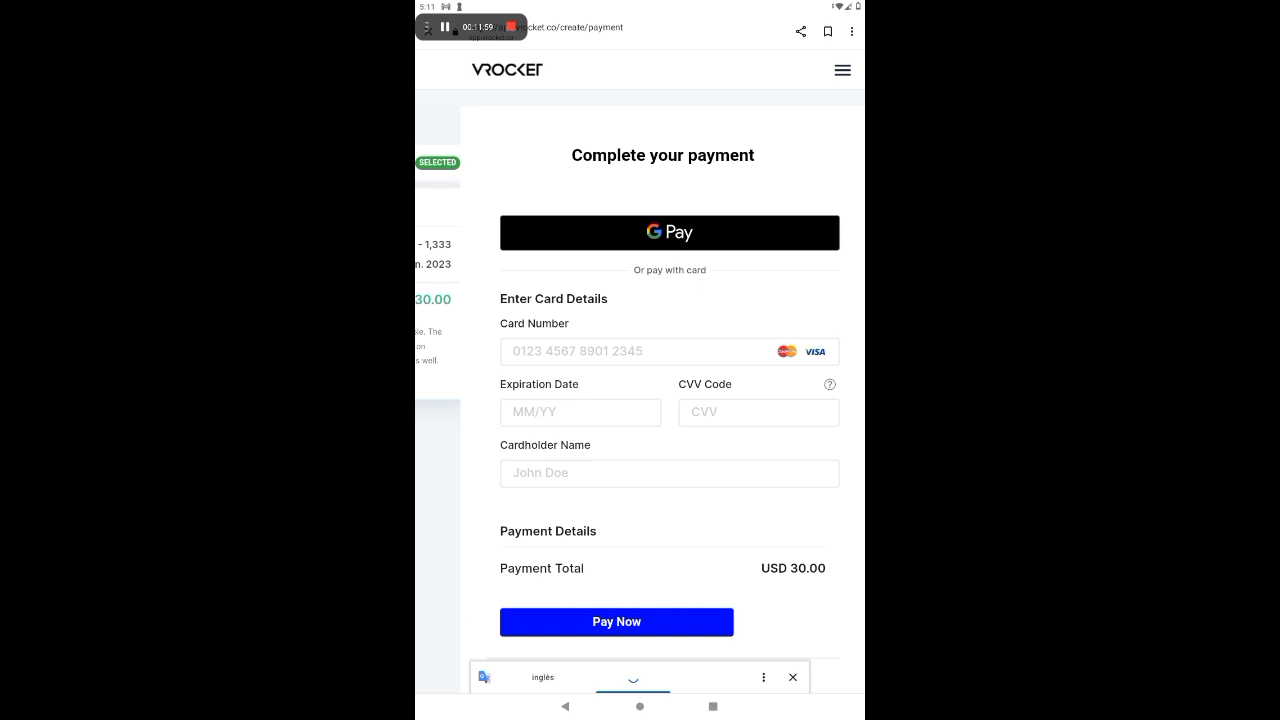 5:11
00:11:59
rocket.co/create/payment
VROCKET
SELECTED
Complete your payment
G Pay
- 1,333
n. 2023
Or pay with card
30.00
Enter Card Details
Card Number
le. The
on
s well.
0123 4567 8901 2345
VISA
Expiration Date
CVV Code
?
MM/YY
CVV
Cardholder Name
John Doe
Payment Details
Payment Total
USD 30.00
Pay Now
inglés